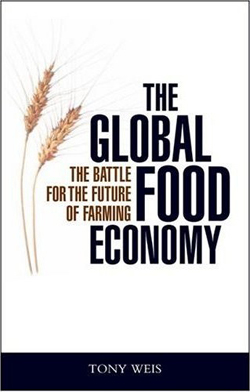 THE
GLOBAL
THE BATTLE
FOR THE FUTURE
OF FARMING
FOOD
ECONOMY
TONY WEIS